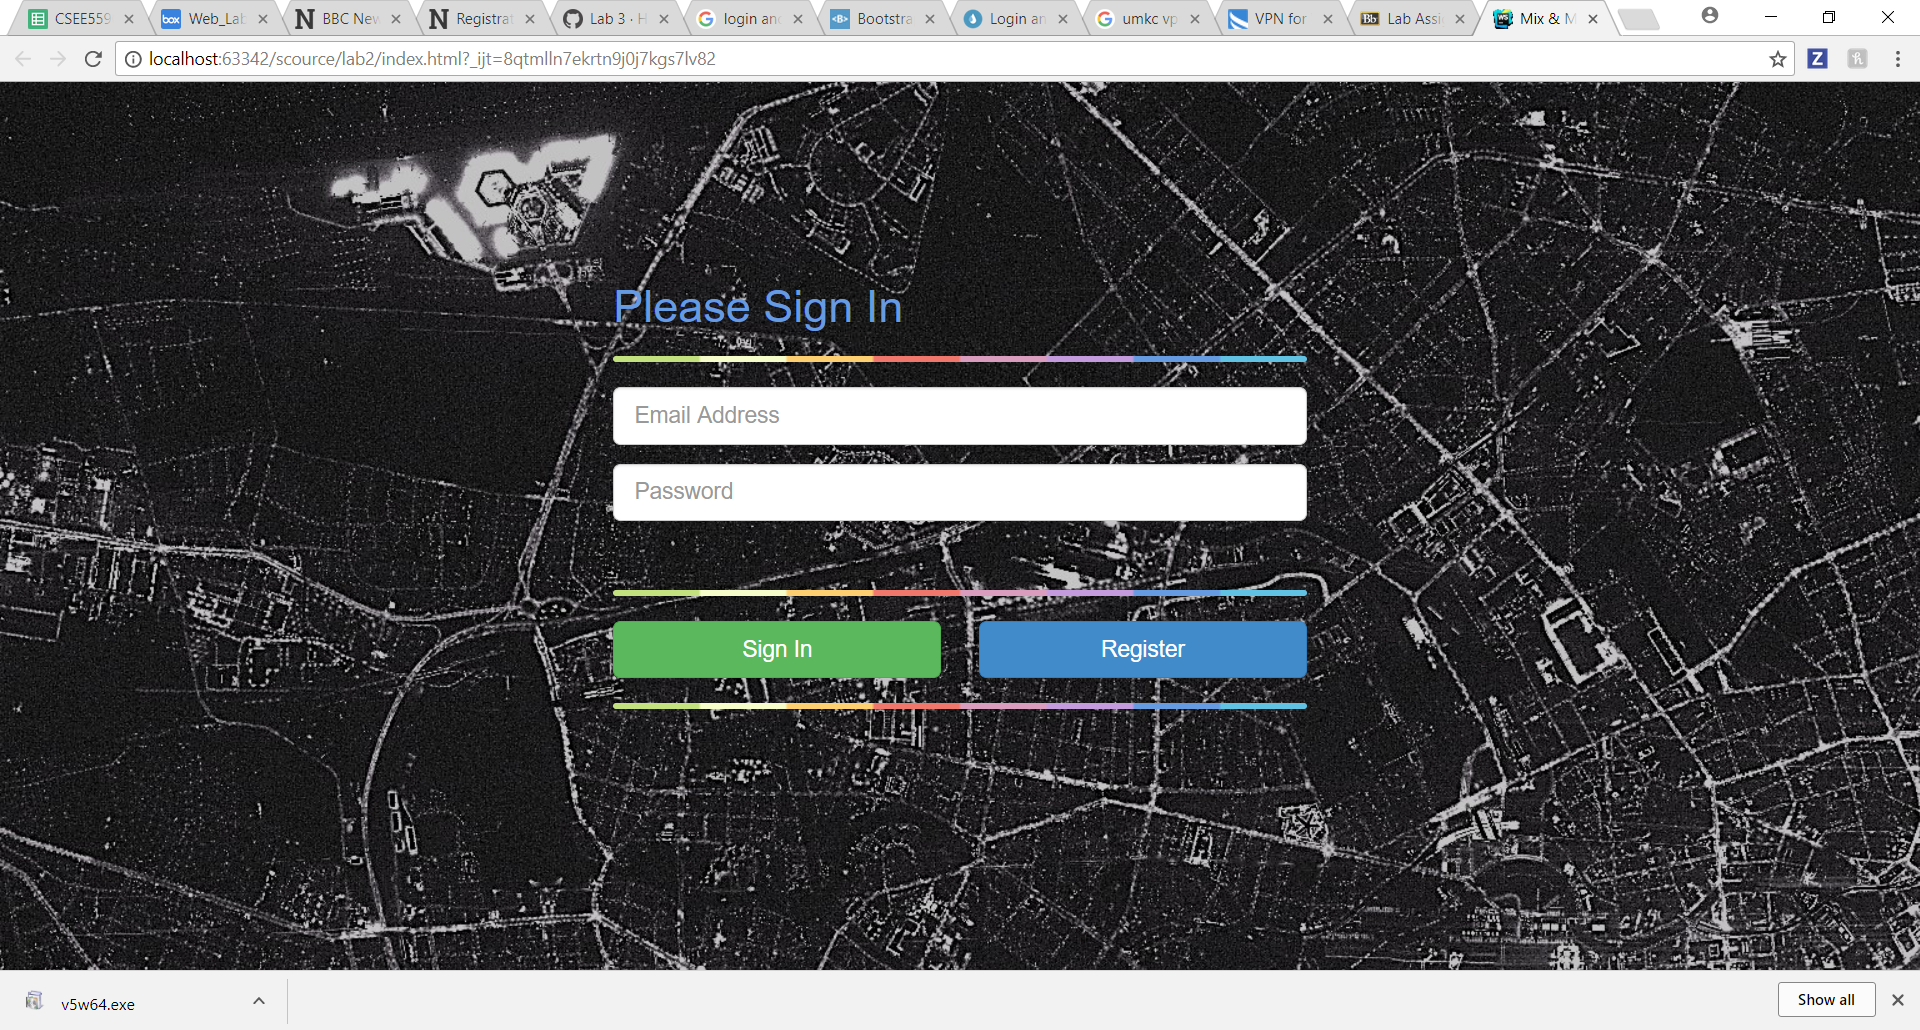 CSEE559
Web_Lab
BBC New
Registrat
Lab 3 · H
login and
Bootstra
Login an
umkc vp
VPN for
Lab Assi
Mix & M
localhost:63342/scource/lab2/index.html?_ijt=8qtmlln7ekrtn9j0j7kgs7lv82
Please Sign In
Email Address
Password
Sign In
Register
v5w64.exe
Show all